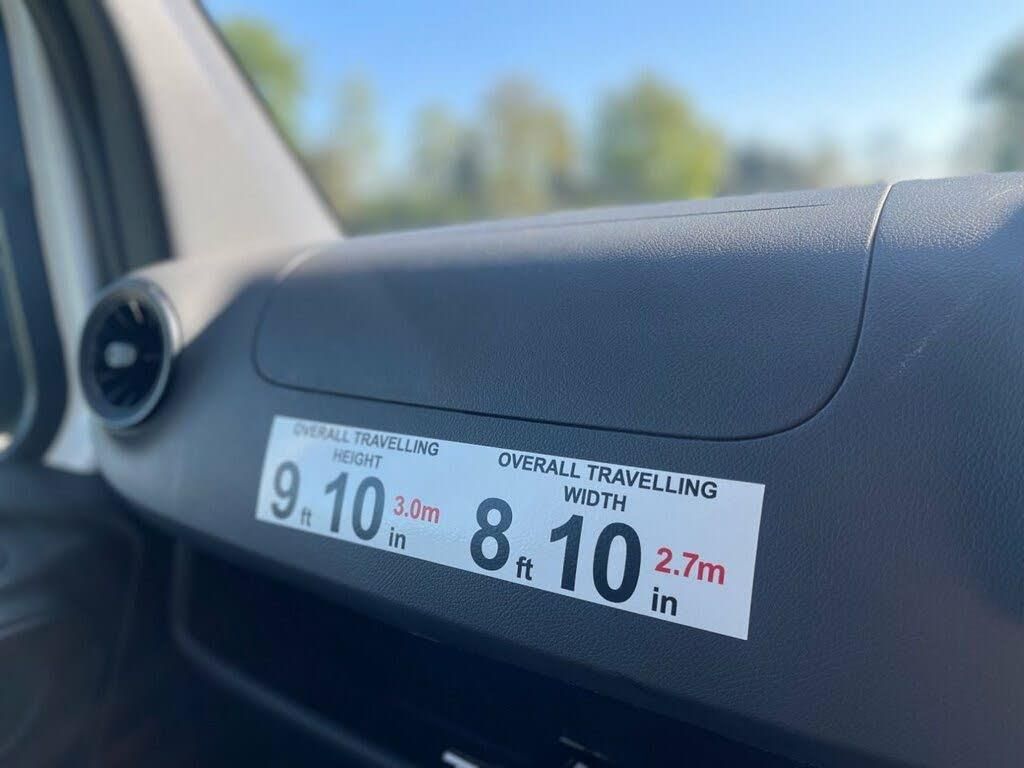 OVERALL TRAVELLING
HEIGHT
9 ft 10 in 3.0m
OVERALL TRAVELLING
WIDTH
8 ft 10 in 2.7m